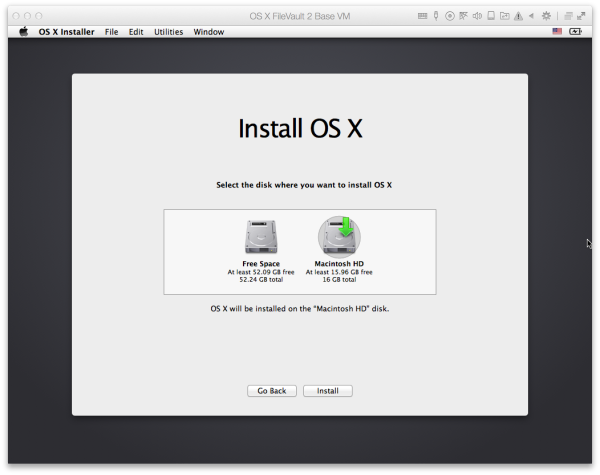 OS X FileVault 2 Base VM
OS X Installer File Edit Utilities Window
Install OS X
Select the disk where you want to install OS X
Free Space Macintosh HD
At least 52.09 GB free At least 15.96 GB free
52.24 GB total 16 GB total
OS X will be installed on the “Macintosh HD” disk.
Go Back Install